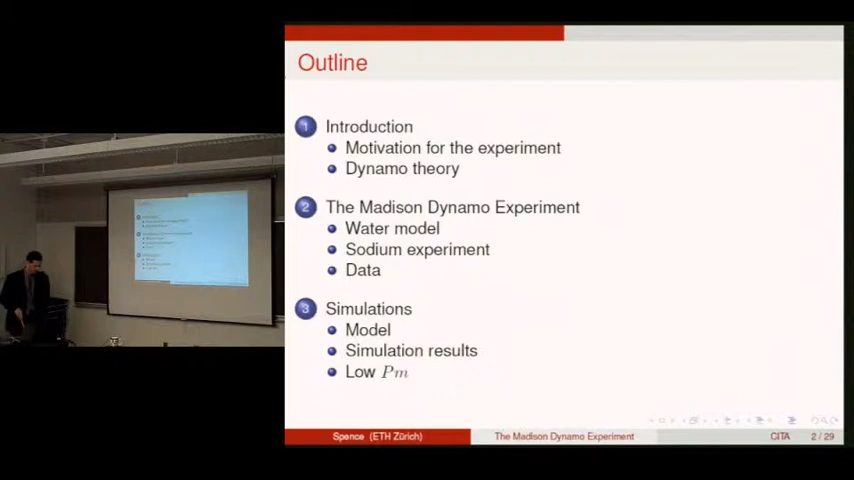 Outline
1 Introduction
Motivation for the experiment
Dynamo theory
2 The Madison Dynamo Experiment
Water model
Sodium experiment
Data
3 Simulations
Model
Simulation results
Low Pm
Spence (ETH Zürich)
The Madison Dynamo Experiment
CITA
2 / 29